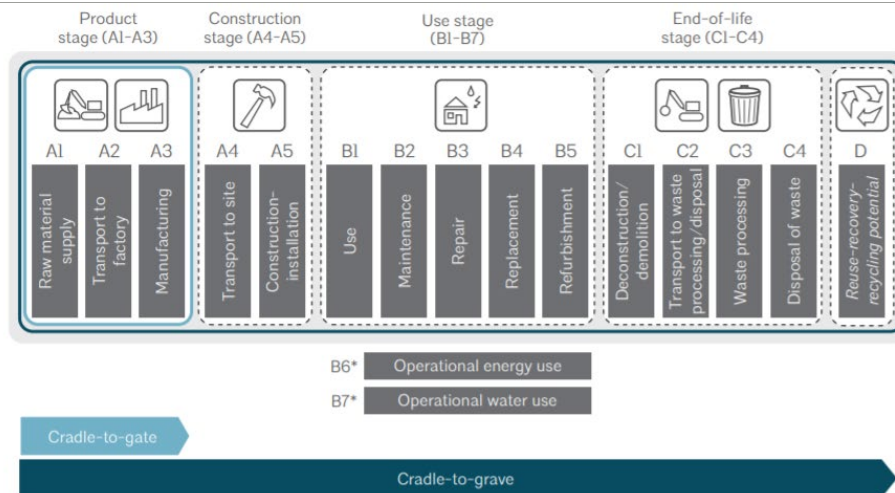 Product
stage (A1-A3)
Construction
stage (A4-A5)
Use stage
(B1-B7)
End-of-life
stage (C1-C4)
A1
A2
A3
A4
A5
B1
B2
B3
B4
B5
C1
C2
C3
C4
D
Raw material
supply
Transport to
factory
Manufacturing
Transport to site
Construction-
installation
Use
Maintenance
Repair
Replacement
Refurbishment
Deconstruction/
demolition
Transport to waste
processing/disposal
Waste processing
Disposal of waste
Reuse-recovery-
recycling potential
B6* Operational energy use
B7* Operational water use
Cradle-to-gate
Cradle-to-grave